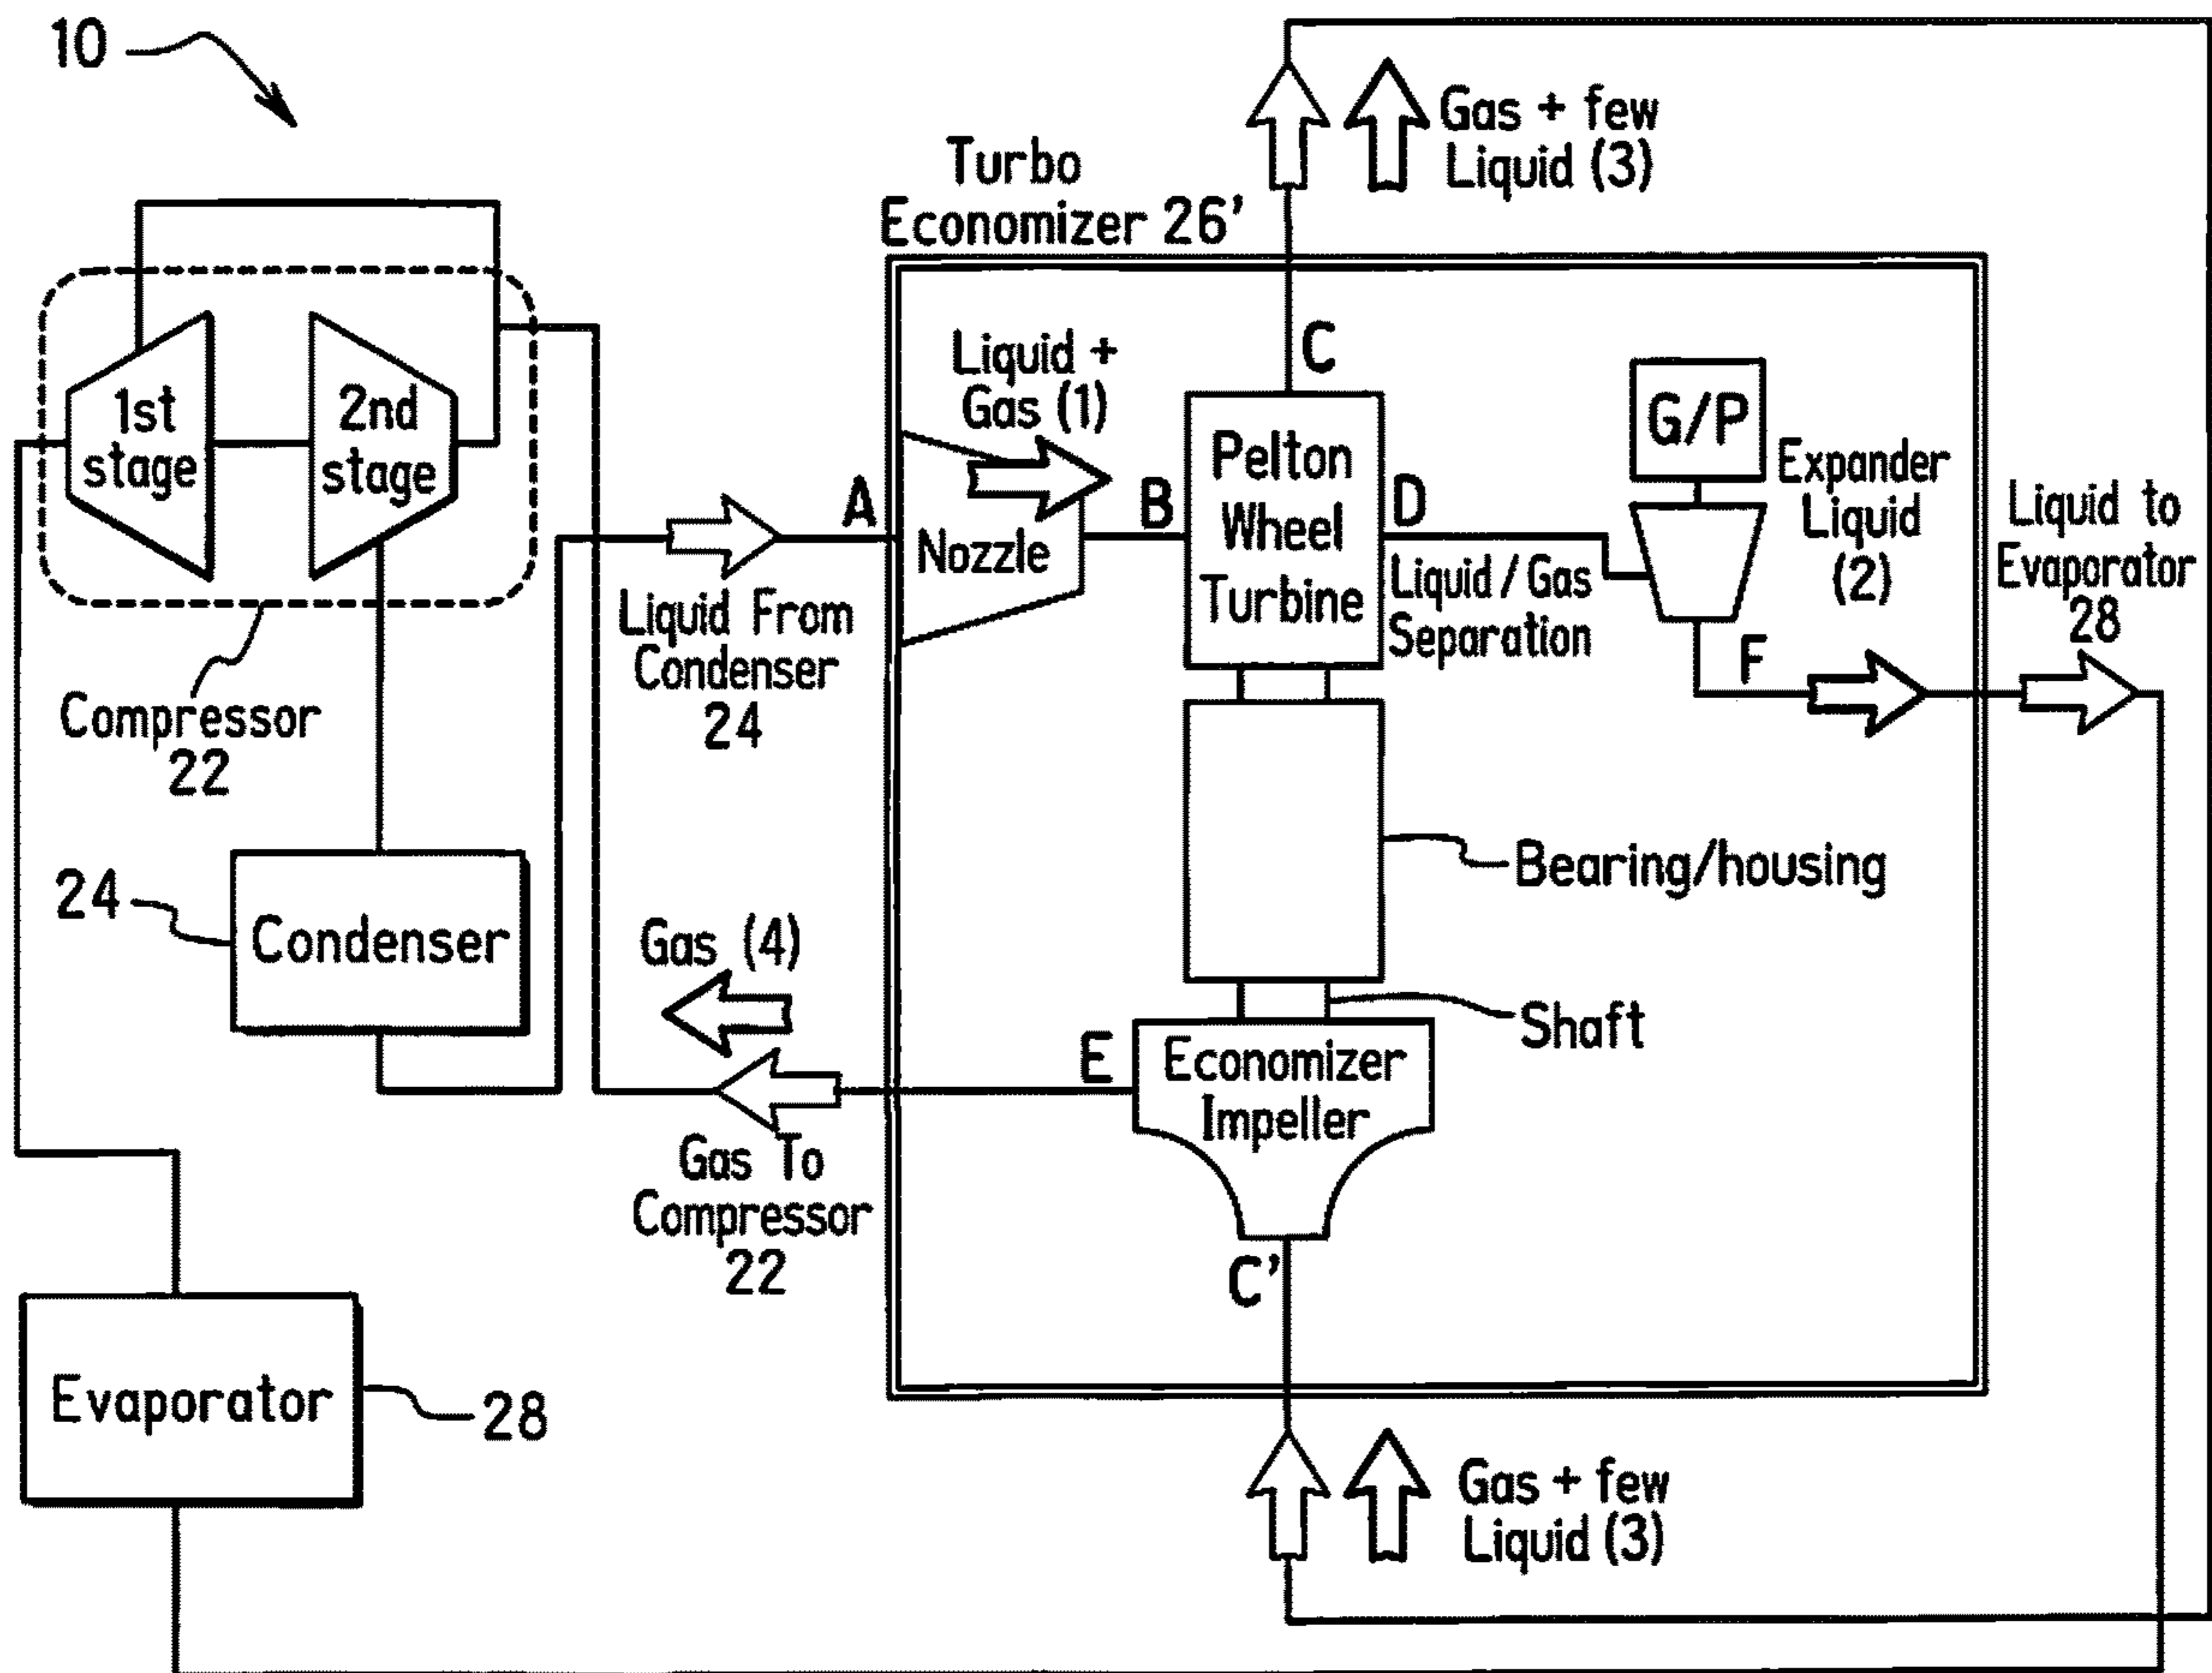 10
Turbo
Economizer 26'
Gas + few
Liquid (3)
1st
stage
2nd
stage
Compressor
22
Liquid From
Condenser
24
A
Liquid +
Gas (1)
Nozzle
B
C
Pelton
Wheel
Turbine
D
Liquid / Gas
Separation
G/P
Expander
Liquid
(2)
F
Liquid to
Evaporator
28
Bearing/housing
Shaft
24
Condenser
Gas (4)
Gas To
Compressor
22
E
Economizer
Impeller
C'
Evaporator
28
Gas + few
Liquid (3)